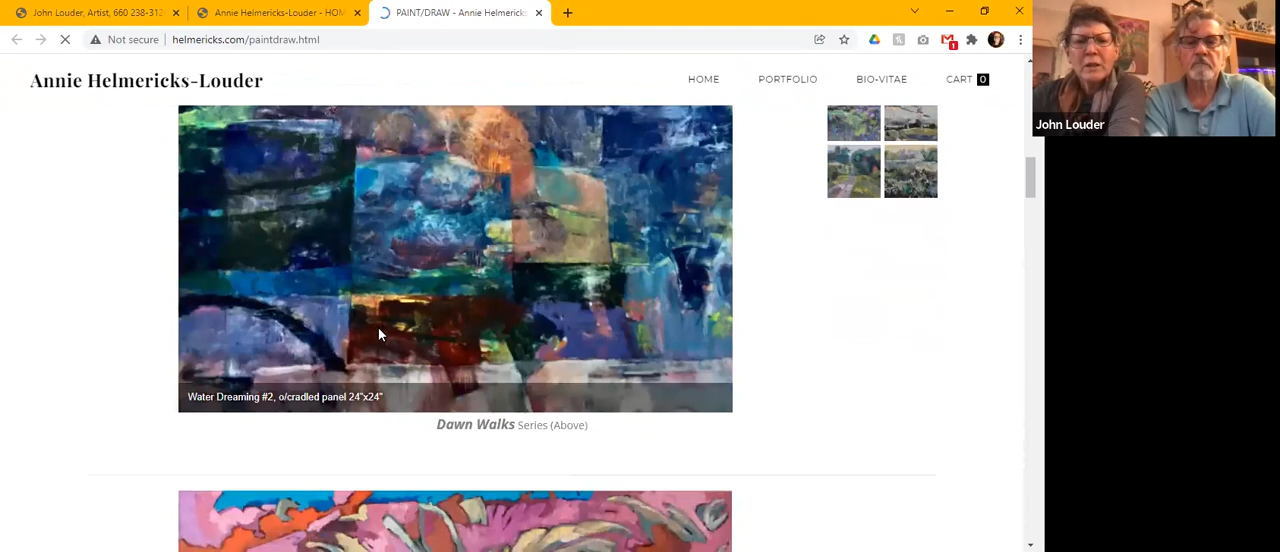 John Louder, Artist, 660 238-312
Annie Helmericks-Louder - HOM
PAINT/DRAW - Annie Helmericks
Not secure
helmericks.com/paintdraw.html
1
Annie Helmericks-Louder
HOME
PORTFOLIO
BIO-VITAE
CART 0
John Louder
Water Dreaming #2, o/cradled panel 24"x24"
Dawn Walks Series (Above)